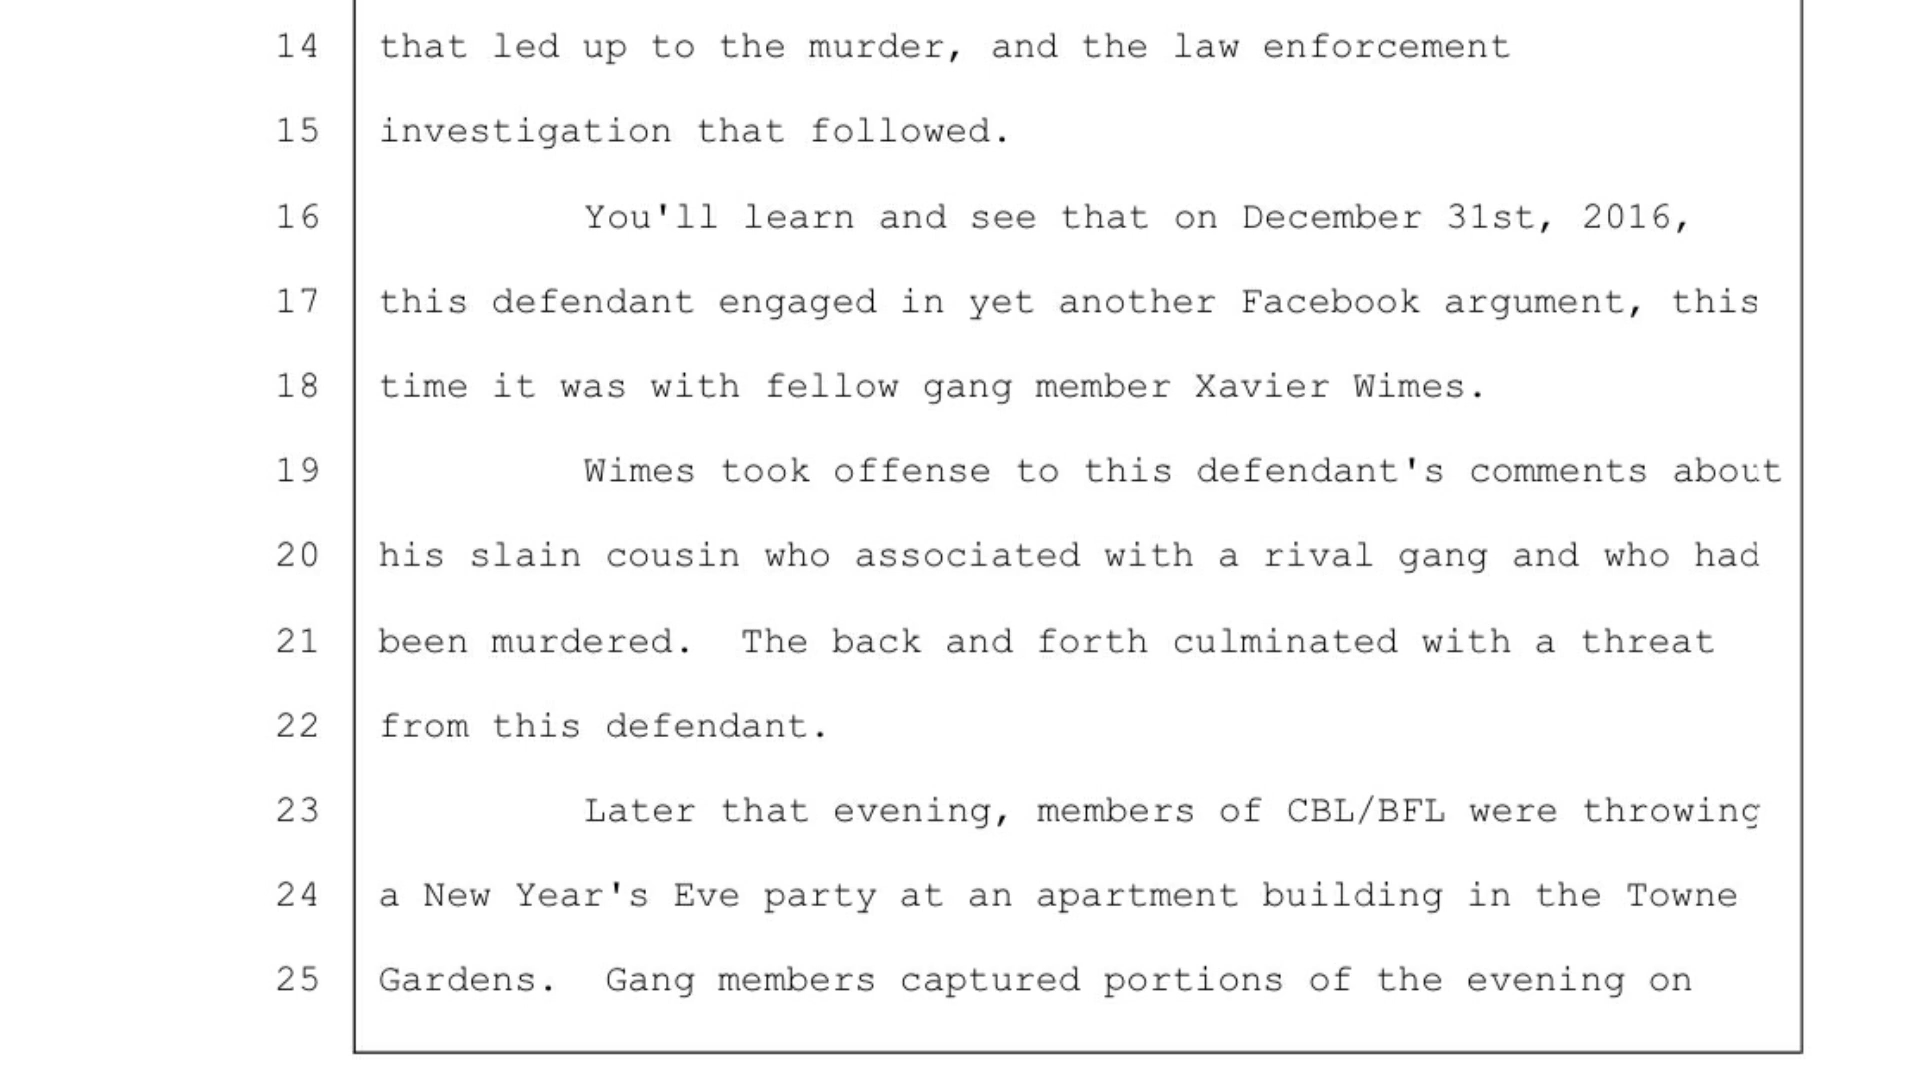 14 that led up to the murder, and the law enforcement
15 investigation that followed.
16 You'll learn and see that on December 31st, 2016,
17 this defendant engaged in yet another Facebook argument, this
18 time it was with fellow gang member Xavier Wimes.
19 Wimes took offense to this defendant's comments about
20 his slain cousin who associated with a rival gang and who had
21 been murdered.  The back and forth culminated with a threat
22 from this defendant.
23 Later that evening, members of CBL/BFL were throwing
24 a New Year's Eve party at an apartment building in the Towne
25 Gardens.  Gang members captured portions of the evening on